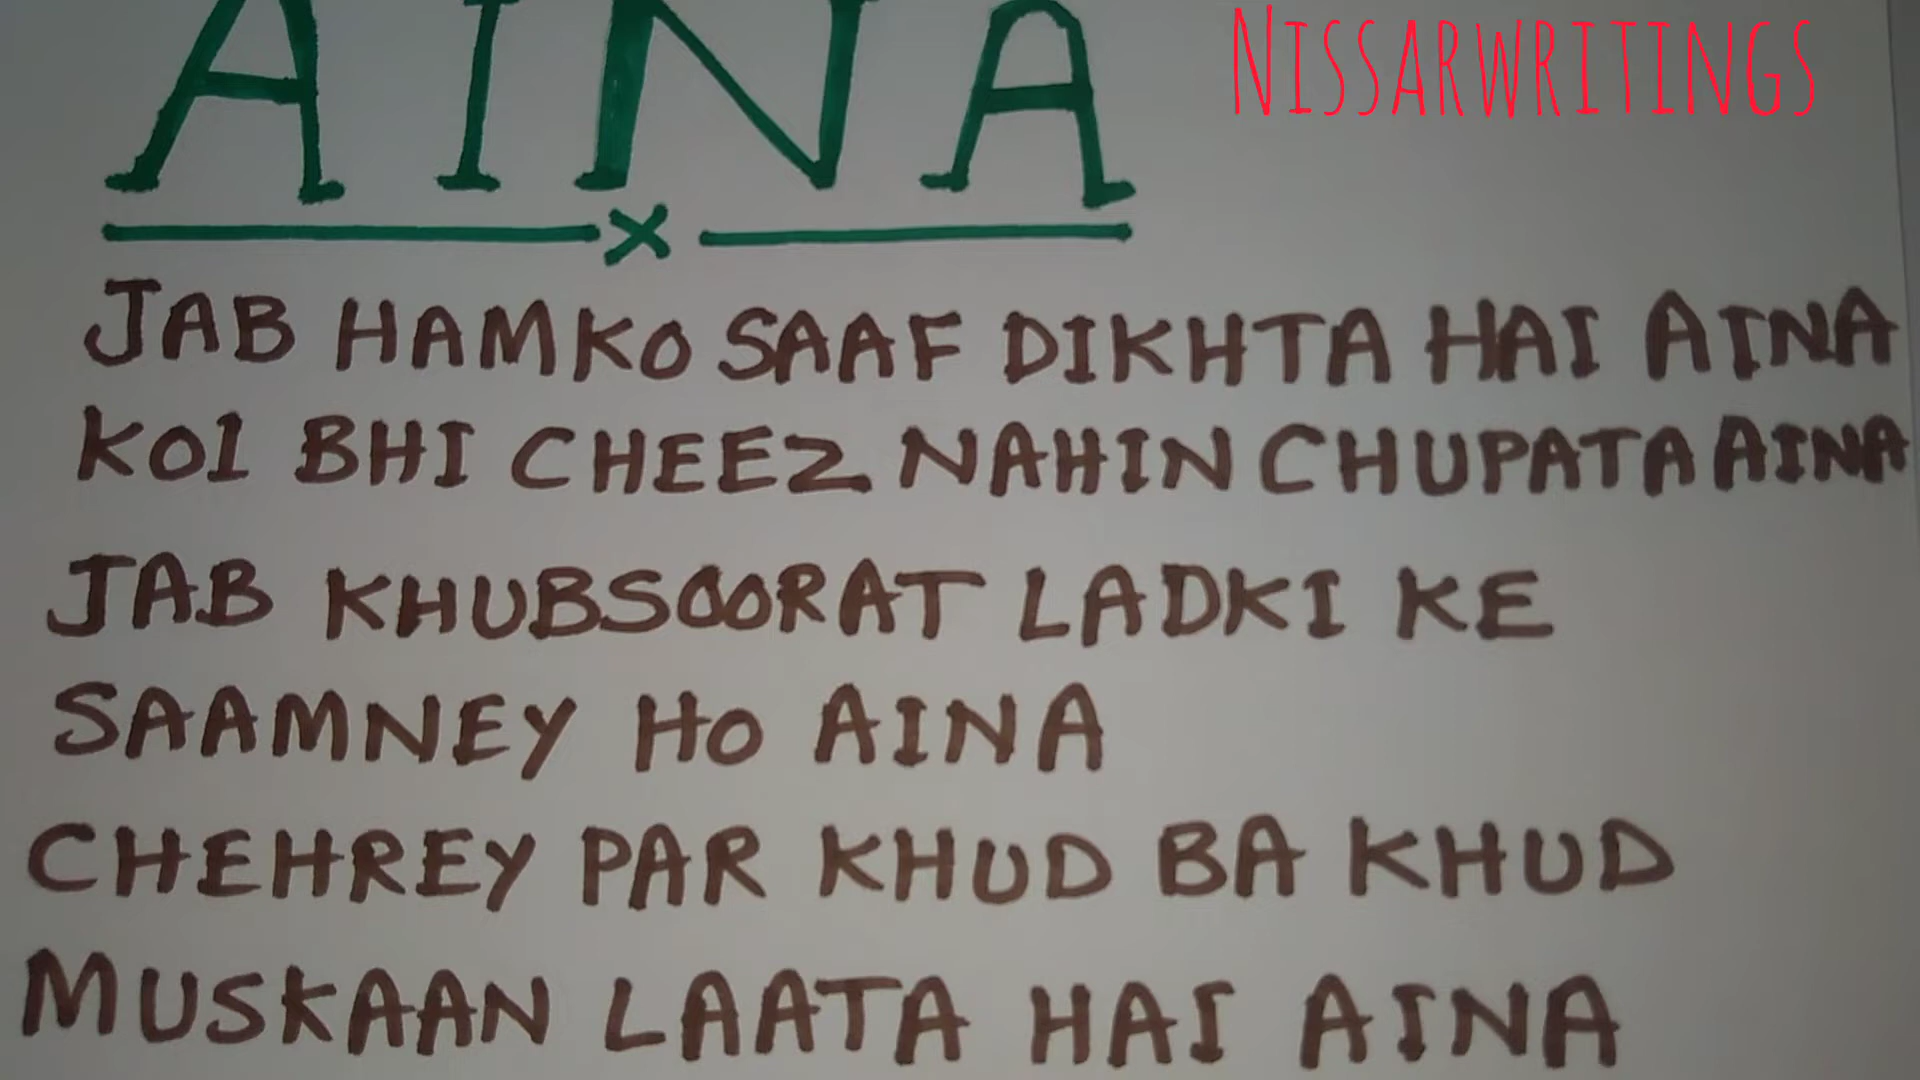 AINA
NISSARWRITINGS
JAB HAMKO SAAF DIKHTA HAI AINA
KOI BHI CHEEZ NAHIN CHUPATA AINA
JAB KHUBSOORAT LADKI KE
SAAMNEY HO AINA
CHEHREY PAR KHUD BA KHUD
MUSKAAN LAATA HAI AINA